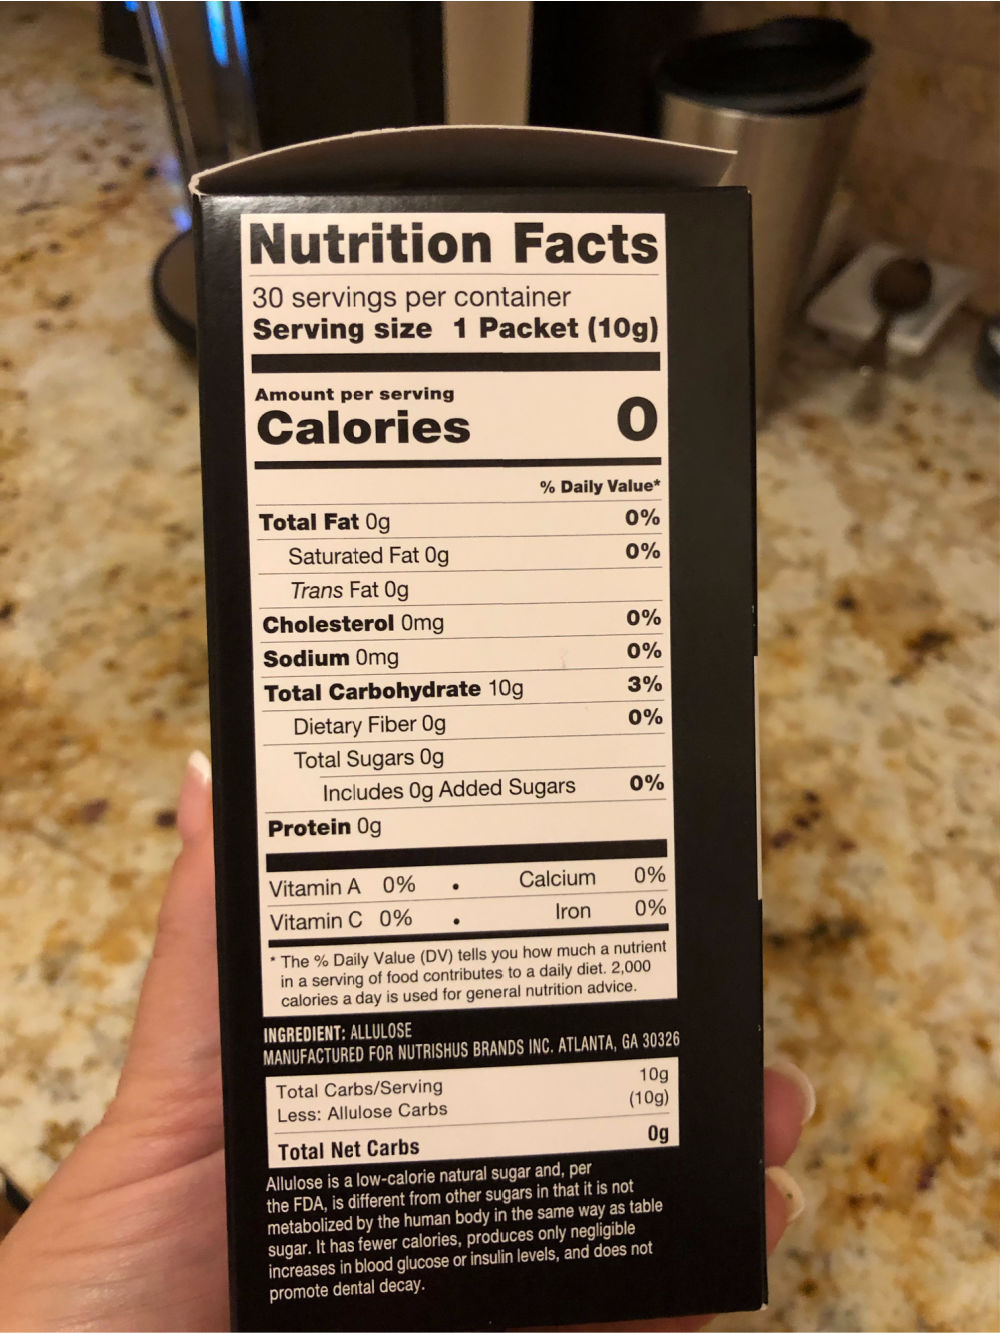 Nutrition Facts
30 servings per container
Serving size 1 Packet (10g)
Amount per serving
Calories 0
% Daily Value*
Total Fat 0g 0%
Saturated Fat 0g 0%
Trans Fat 0g
Cholesterol 0mg 0%
Sodium 0mg 0%
Total Carbohydrate 10g 3%
Dietary Fiber 0g 0%
Total Sugars 0g
Includes 0g Added Sugars 0%
Protein 0g
Vitamin A 0% • Calcium 0%
Vitamin C 0% • Iron 0%
* The % Daily Value (DV) tells you how much a nutrient
in a serving of food contributes to a daily diet. 2,000
calories a day is used for general nutrition advice.
INGREDIENT: ALLULOSE
MANUFACTURED FOR NUTRISHUS BRANDS INC. ATLANTA, GA 30326
Total Carbs/Serving 10g
Less: Allulose Carbs (10g)
Total Net Carbs 0g
Allulose is a low-calorie natural sugar and, per
the FDA, is different from other sugars in that it is not
metabolized by the human body in the same way as table
sugar. It has fewer calories, produces only negligible
increases in blood glucose or insulin levels, and does not
promote dental decay.